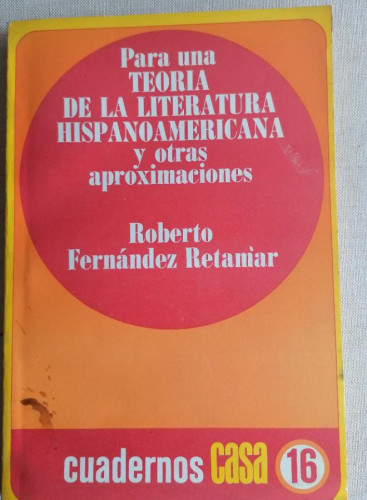 Para una
TEORIA
DE LA LITERATURA
HISPANOAMERICANA
y otras
aproximaciones
Roberto
Fernández Retamar
cuadernos casa 16